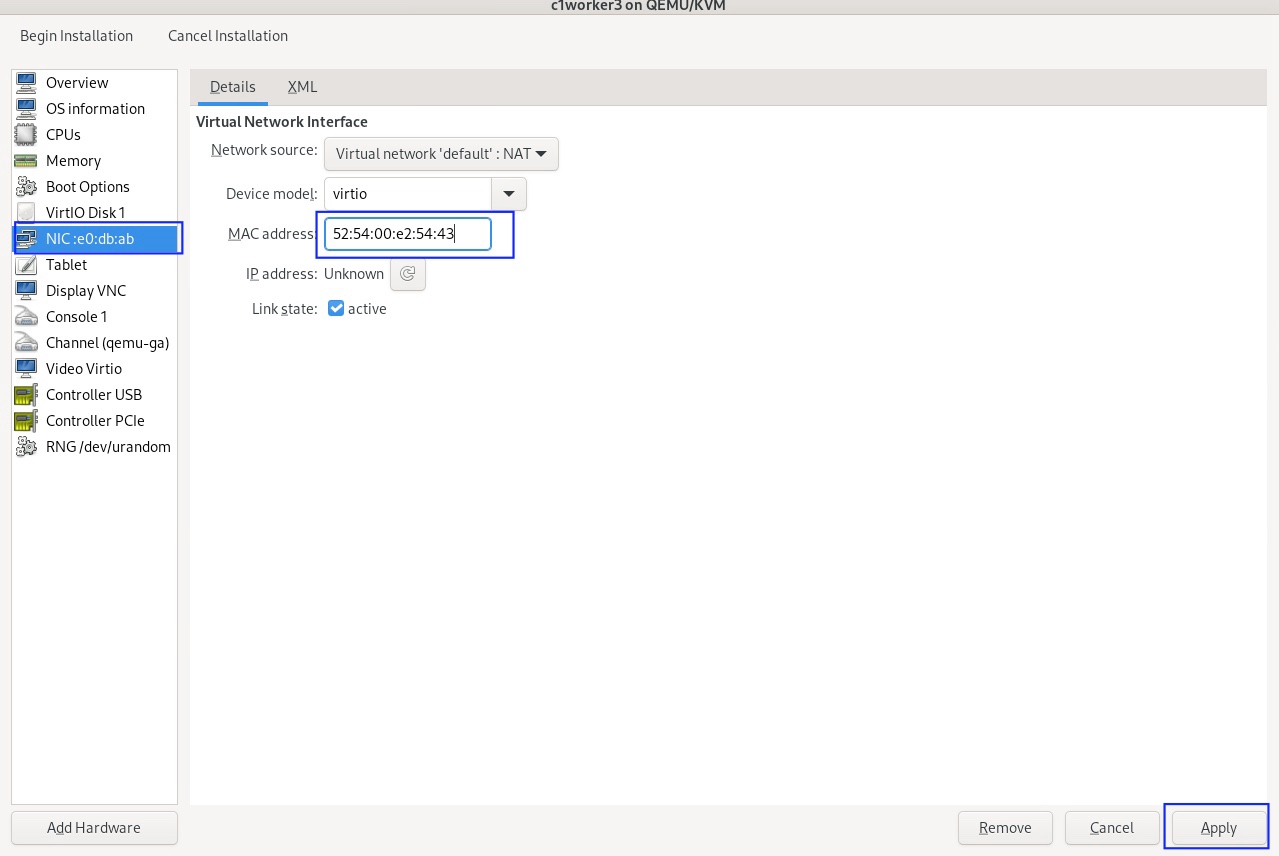 c1worker3 on QEMU/KVM
Begin Installation
Cancel Installation
Overview
OS information
CPUs
Memory
Boot Options
VirtIO Disk 1
NIC :e0:db:ab
Tablet
Display VNC
Console 1
Channel (qemu-ga)
Video Virtio
Controller USB
Controller PCIe
RNG /dev/urandom
Add Hardware
Details
XML
Virtual Network Interface
Network source: Virtual network 'default' : NAT
Device model: virtio
MAC address: 52:54:00:e2:54:43
IP address: Unknown
Link state: active
Remove
Cancel
Apply